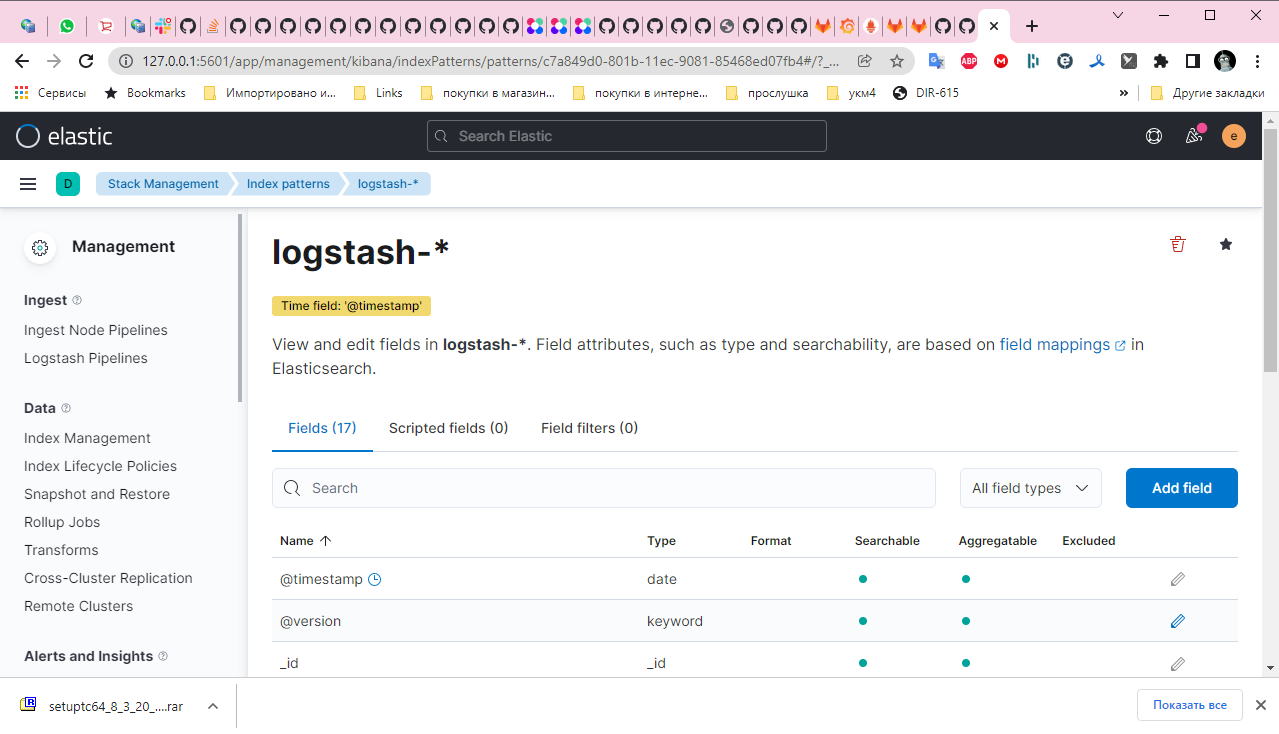 127.0.0.1:5601/app/management/kibana/indexPatterns/patterns/c7a849d0-801b-11ec-9081-85468ed07fb4#/?_...
ABP
Сервисы
Bookmarks
Импортировано и...
Links
покупки в магазин...
покупки в интерне...
прослушка
укм4
DIR-615
»
Другие закладки
elastic
Search Elastic
e
D
Stack Management
Index patterns
logstash-*
Management
Ingest
Ingest Node Pipelines
Logstash Pipelines
Data
Index Management
Index Lifecycle Policies
Snapshot and Restore
Rollup Jobs
Transforms
Cross-Cluster Replication
Remote Clusters
Alerts and Insights
logstash-*
Time field: '@timestamp'
View and edit fields in logstash-*. Field attributes, such as type and searchability, are based on field mappings in
Elasticsearch.
Fields (17)
Scripted fields (0)
Field filters (0)
Search
All field types
Add field
Name Type Format Searchable Aggregatable Excluded
@timestamp date
@version keyword
_id _id
setuptc64_8_3_20_....rar
Показать все